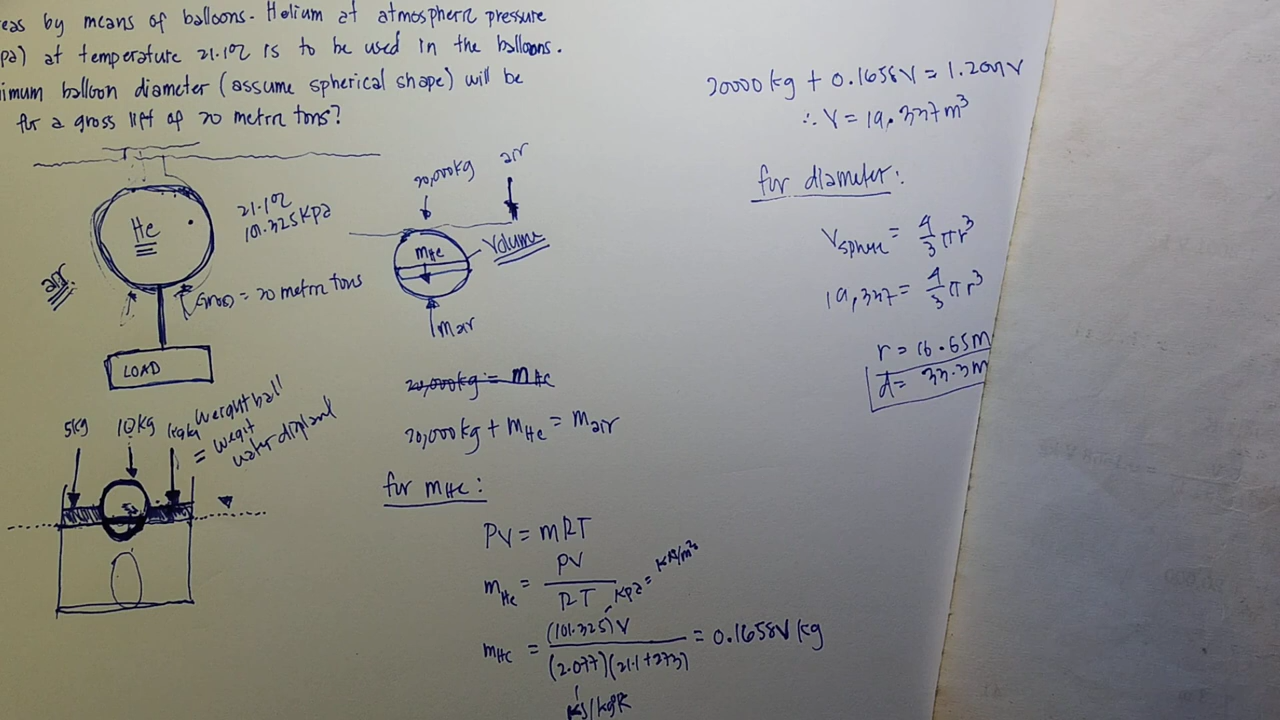 eas by means of balloons. Helium at atmospheric pressure
pa) at temperature 21.1°C is to be used in the balloons.
imum balloon diameter (assume spherical shape) will be
for a gross lift of 20 metric tons?
He
21.1°C
101.325 kPa
air
Gross = 20 metric tons
LOAD
20,000kg
air
mHe
Volume
mair
20,000kg = mHe
20,000kg + mHe = mair
5kg
10kg
weight ball
= weight
water displaced
for mHe:
PV = mRT
mHe = PV / RT
kPa = KN/m²
mHe = (101.325)V / (2.077)(21.1+273) = 0.1658V kg
KJ/kg°K
20000 kg + 0.1658V = 1.200V
∴ V = 19,337 m³
for diameter:
Vsphere = 4/3 πr³
19,337 = 4/3 πr³
r = 16.65m
d = 33.3m